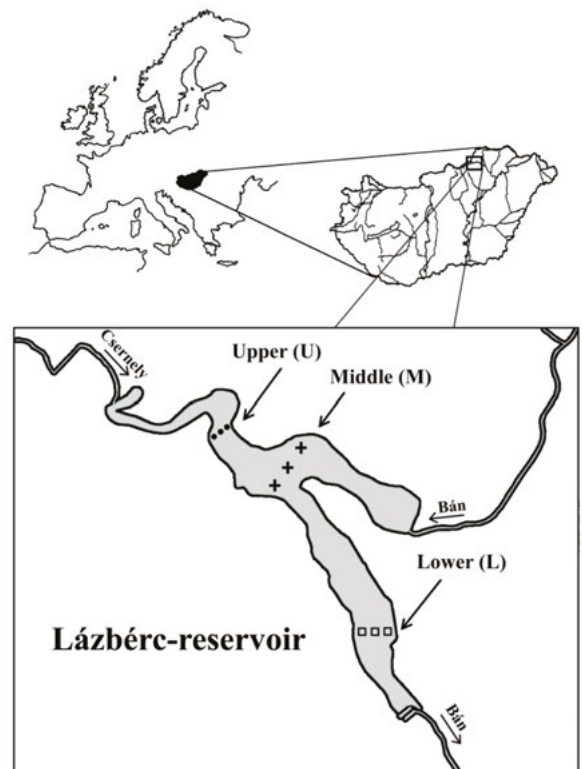 Csernely
Upper (U)
Middle (M)
Bán
Lower (L)
Lázbérc-reservoir
Bán